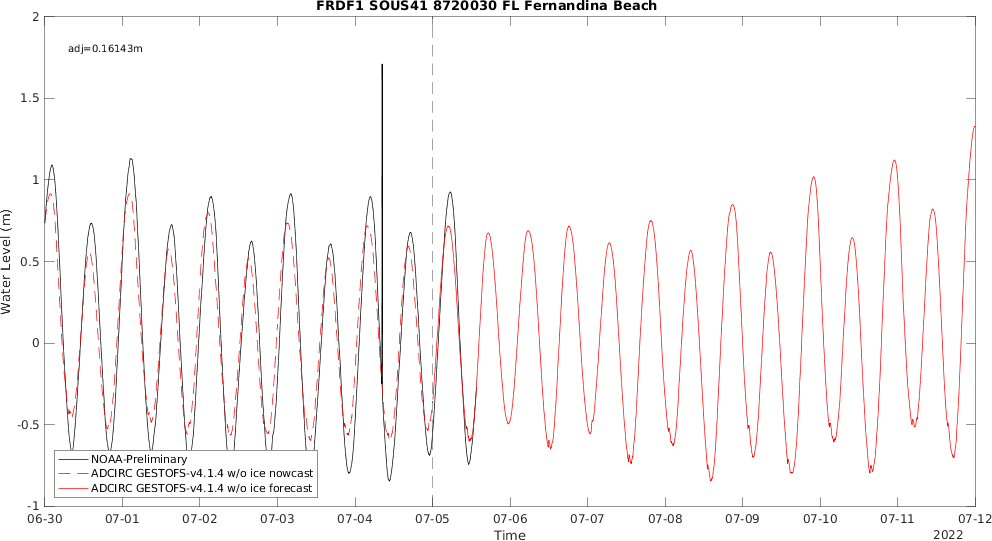 FRDF1 SOUS41 8720030 FL Fernandina Beach
2
adj=0.16143m
1.5
1
0.5
0
-0.5
-1
Water Level (m)
NOAA-Preliminary
ADCIRC GESTOFS-v4.1.4 w/o ice nowcast
ADCIRC GESTOFS-v4.1.4 w/o ice forecast
06-30 07-01 07-02 07-03 07-04 07-05 07-06 07-07 07-08 07-09 07-10 07-11 07-12
Time
2022